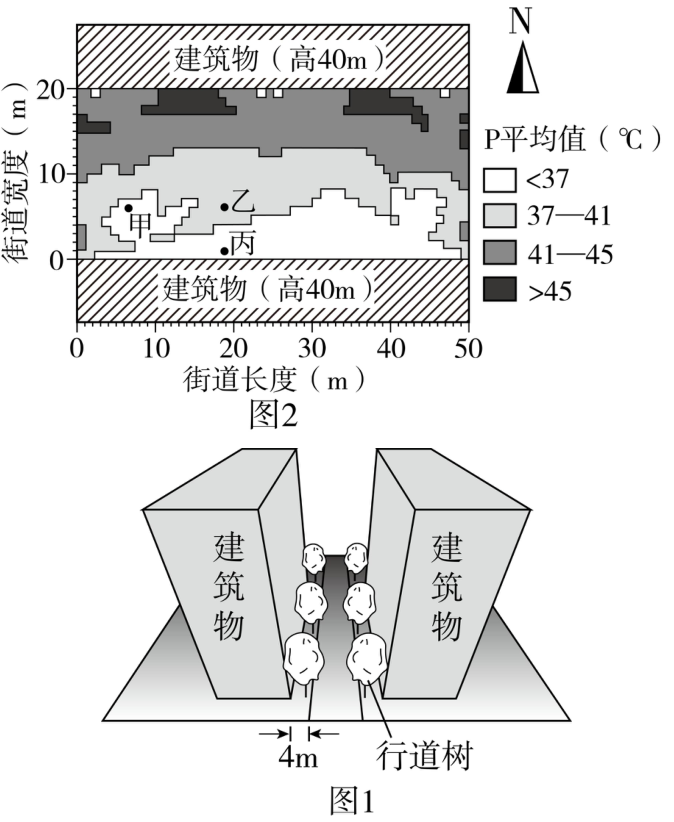 建筑物（高40m）
N
20
10
0
街道宽度（m）
甲
乙
丙
P平均值（℃）
<37
37—41
41—45
>45
建筑物（高40m）
0
10
20
30
40
50
街道长度（m）
图2
建筑物
建筑物
4m
行道树
图1